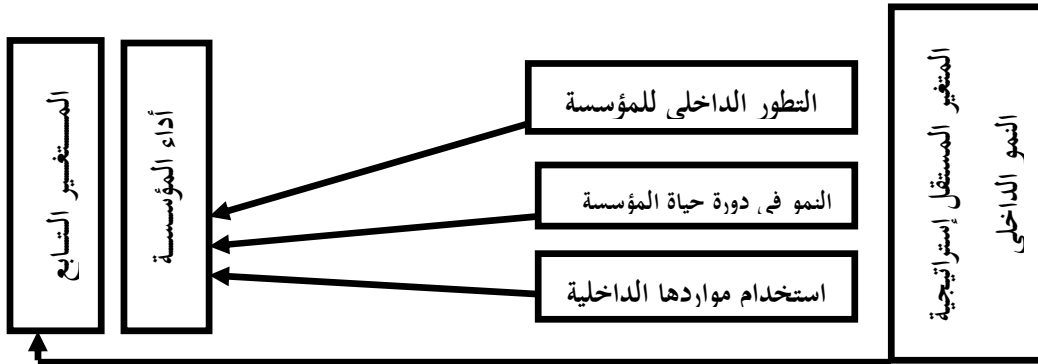 المتغير المستقل إستراتيجية
النمو الداخلي
التطور الداخلي للمؤسسة
النمو في دورة حياة المؤسسة
استخدام مواردها الداخلية
أداء المؤسسة
المتغير التابع